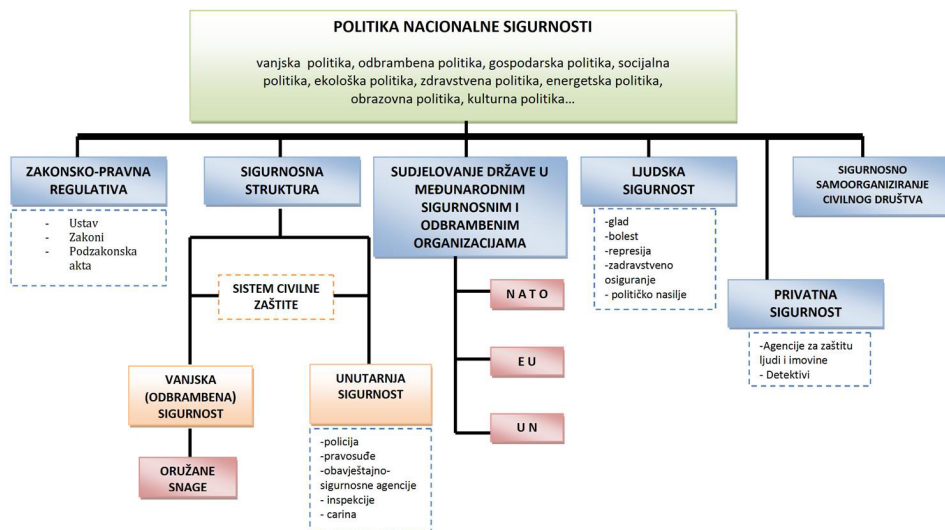 POLITIKA NACIONALNE SIGURNOSTI
vanjska politika, odbrambena politika, gospodarska politika, socijalna
politika, ekološka politika, zdravstvena politika, energetska politika,
obrazovna politika, kulturna politika...
ZAKONSKO-PRAVNA
REGULATIVA
- Ustav
- Zakoni
- Podzakonska
akta
SIGURNOSNA
STRUKTURA
SISTEM CIVILNE
ZAŠTITE
VANJSKA
(ODBRAMBENA)
SIGURNOST
ORUŽANE
SNAGE
UNUTARNJA
SIGURNOST
-policija
-pravosuđe
-obavještajno-
sigurnosne agencije
- inspekcije
- carina
SUDJELOVANJE DRŽAVE U
MEĐUNARODNIM
SIGURNOSNIM I
ODBRAMBENIM
ORGANIZACIJAMA
N A T O
E U
U N
LJUDSKA
SIGURNOST
-glad
-bolest
-represija
-zadravstveno
osiguranje
- političko nasilje
PRIVATNA
SIGURNOST
-Agencije za zaštitu
ljudi i imovine
- Detektivi
SIGURNOSNO
SAMOORGANIZIRANJE
CIVILNOG DRUŠTVA